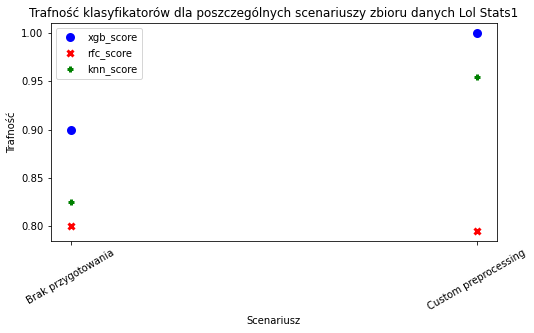 Trafność klasyfikatorów dla poszczególnych scenariuszy zbioru danych Lol Stats1
xgb_score
rfc_score
knn_score
1.00
0.95
0.90
0.85
0.80
Trafność
Brak przygotowania
Custom preprocessing
Scenariusz